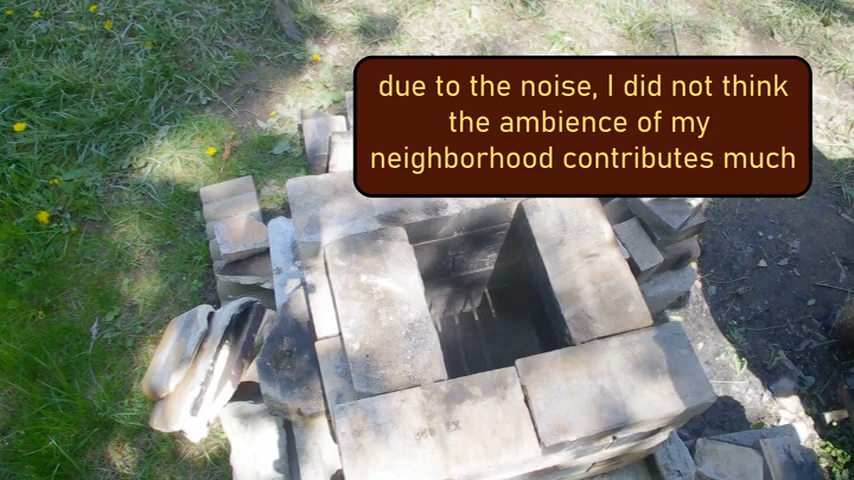 due to the noise, I did not think
the ambience of my
neighborhood contributes much